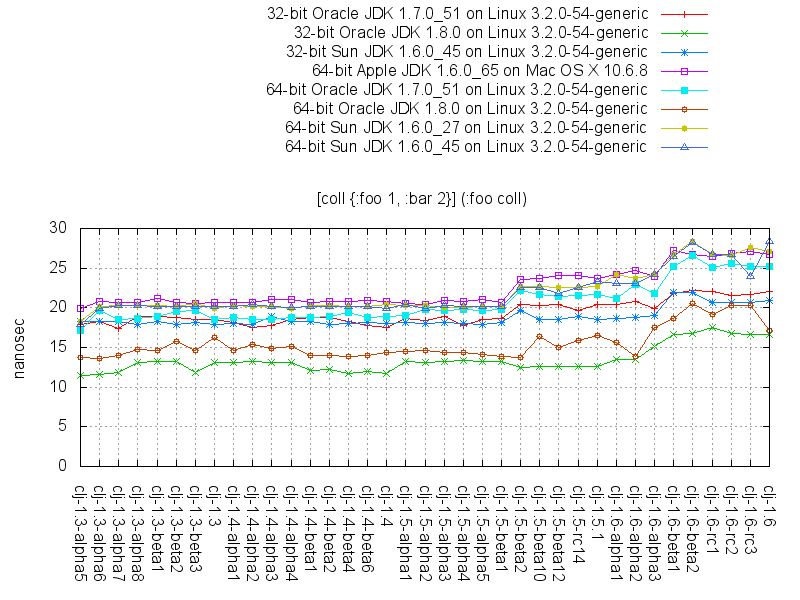 32-bit Oracle JDK 1.7.0_51 on Linux 3.2.0-54-generic
32-bit Oracle JDK 1.8.0 on Linux 3.2.0-54-generic
32-bit Sun JDK 1.6.0_45 on Linux 3.2.0-54-generic
64-bit Apple JDK 1.6.0_65 on Mac OS X 10.6.8
64-bit Oracle JDK 1.7.0_51 on Linux 3.2.0-54-generic
64-bit Oracle JDK 1.8.0 on Linux 3.2.0-54-generic
64-bit Sun JDK 1.6.0_27 on Linux 3.2.0-54-generic
64-bit Sun JDK 1.6.0_45 on Linux 3.2.0-54-generic
[coll {:foo 1, :bar 2}] (:foo coll)
nanosec
30
25
20
15
10
5
0
clj-1.3-alpha5
clj-1.3-alpha6
clj-1.3-alpha7
clj-1.3-alpha8
clj-1.3-beta1
clj-1.3-beta2
clj-1.3-beta3
clj-1.3
clj-1.4-alpha1
clj-1.4-alpha2
clj-1.4-alpha3
clj-1.4-alpha4
clj-1.4-beta1
clj-1.4-beta2
clj-1.4-beta4
clj-1.4-beta6
clj-1.4
clj-1.5-alpha1
clj-1.5-alpha2
clj-1.5-alpha3
clj-1.5-alpha4
clj-1.5-alpha5
clj-1.5-beta1
clj-1.5-beta2
clj-1.5-beta10
clj-1.5-beta12
clj-1.5-rc14
clj-1.5.1
clj-1.6-alpha1
clj-1.6-alpha2
clj-1.6-alpha3
clj-1.6-beta1
clj-1.6-beta2
clj-1.6-rc1
clj-1.6-rc2
clj-1.6-rc3
clj-1.6